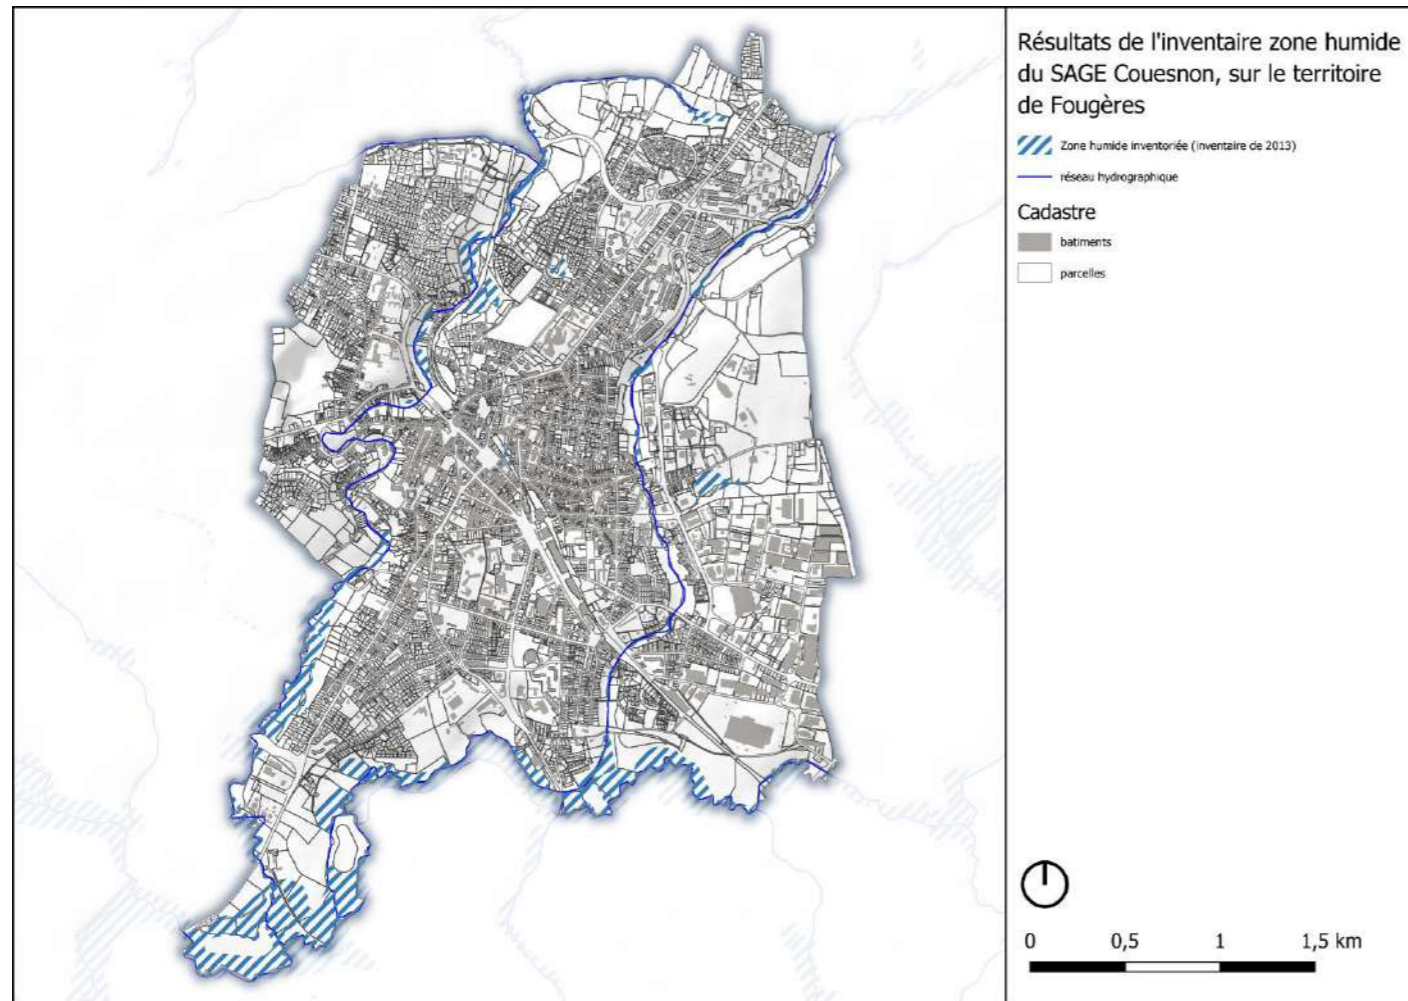 Résultats de l'inventaire zone humide
du SAGE Couesnon, sur le territoire
de Fougères
Zone humide inventoriée (inventaire de 2013)
réseau hydrographique
Cadastre
batiments
parcelles
0 0,5 1 1,5 km